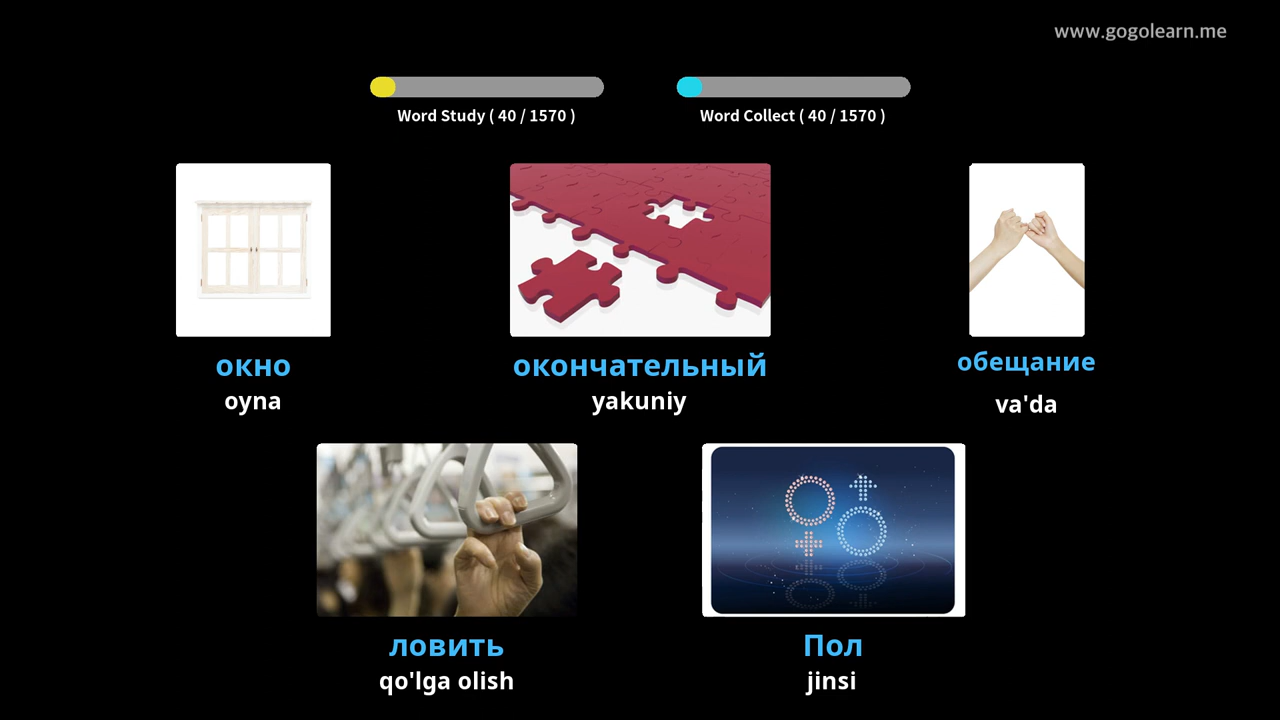 www.gogolearn.me
Word Study ( 40 / 1570 )
Word Collect ( 40 / 1570 )
окно
oyna
окончательный
yakuniy
обещание
va'da
ловить
qo'lga olish
Пол
jinsi